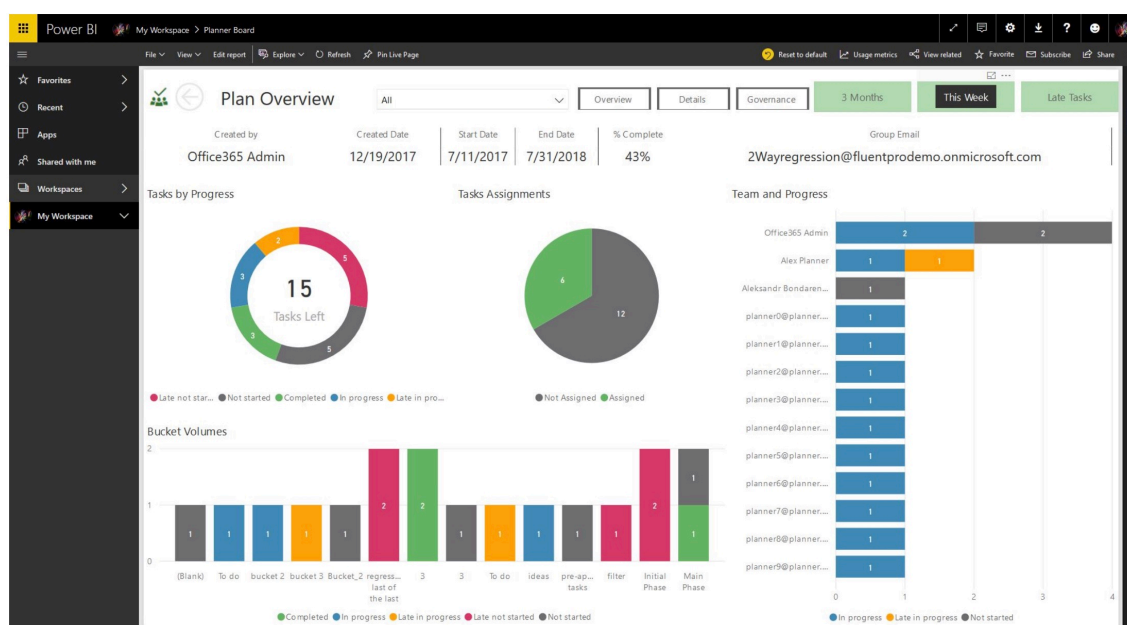 Power BI My Workspace > Planner Board ?
File View Edit report Explore Refresh Pin Live Page Reset to default Usage metrics View related Favorite Subscribe Share
Favorites
Recent
Apps
Shared with me
Workspaces
My Workspace
Plan Overview All Overview Details Governance 3 Months This Week Late Tasks
Created by Created Date Start Date End Date % Complete Group Email
Office365 Admin 12/19/2017 7/11/2017 7/31/2018 43% 2Wayregression@fluentprodemo.onmicrosoft.com
Tasks by Progress
2
5
3
15
Tasks Left
3
5
Late not star... Not started Completed In progress Late in pro...
Tasks Assignments
6
12
Not Assigned Assigned
Team and Progress
0 1 2 3 4
Office365 Admin 2 2
Alex Planner 1 1
Aleksandr Bondaren... 1
planner0@planner.... 1
planner1@planner.... 1
planner2@planner.... 1
planner3@planner.... 1
planner4@planner.... 1
planner5@planner.... 1
planner6@planner.... 1
planner7@planner.... 1
planner8@planner.... 1
planner9@planner.... 1
0 1 2 3 4
In progress Late in progress Not started
Bucket Volumes
2
1
0
1 1 1 1 1 2 2 1 1 1 1 1 2 1 1
(Blank) To do bucket 2 bucket 3 Bucket_2 regress... 3 3 To do ideas pre-ap... filter Initial Main
last of tasks Phase Phase
the last
Completed In progress Late in progress Late not started Not started